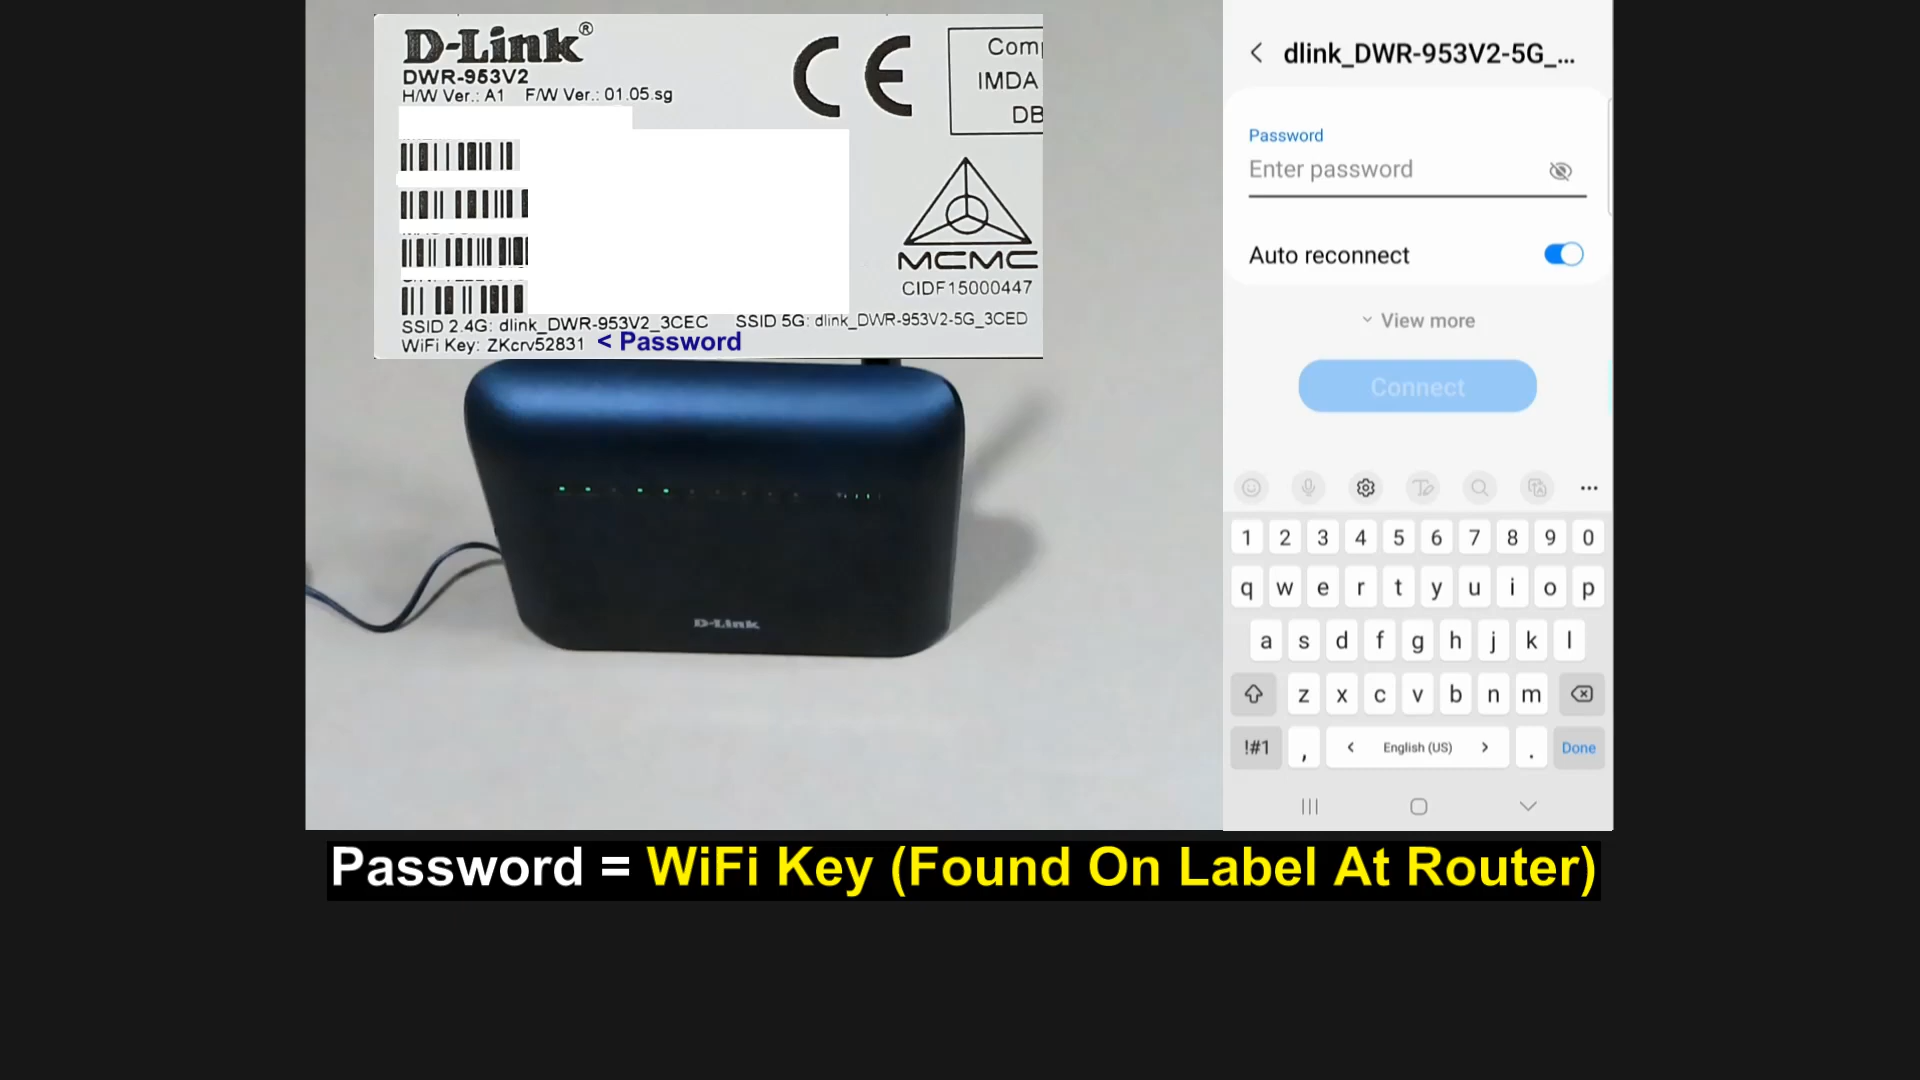 D-Link®
DWR-953V2
H/W Ver.: A1 F/W Ver.: 01.05.sg
CE
Com
IMDA
DB
MCMC
CIDF15000447
SSID 2.4G: dlink_DWR-953V2_3CEC SSID 5G: dlink_DWR-953V2-5G_3CED
WiFi Key: ZKcrv52831 < Password
D-Link
dlink_DWR-953V2-5G_...
Password
Enter password
Auto reconnect
View more
Connect
1 2 3 4 5 6 7 8 9 0
q w e r t y u i o p
a s d f g h j k l
z x c v b n m
!#1 , < English (US) > . Done
Password = WiFi Key (Found On Label At Router)